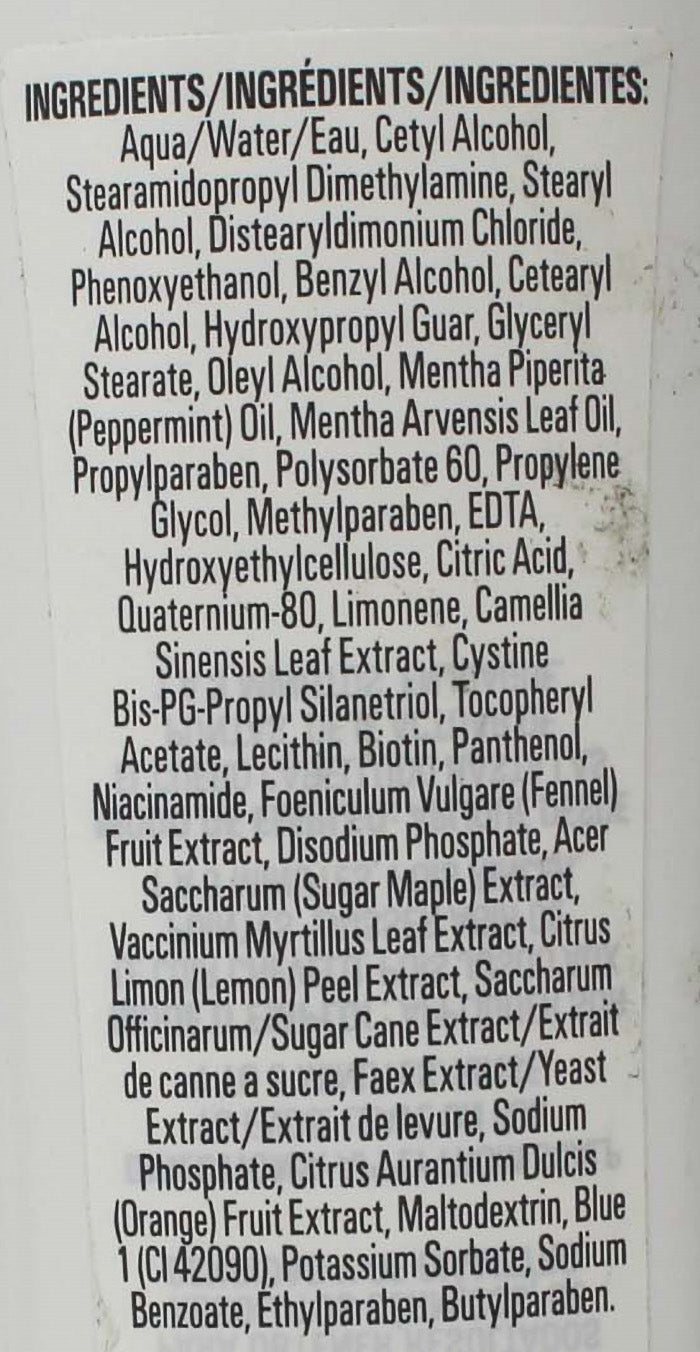 INGREDIENTS/INGRÉDIENTS/INGREDIENTES:
Aqua/Water/Eau, Cetyl Alcohol,
Stearamidopropyl Dimethylamine, Stearyl
Alcohol, Distearyldimonium Chloride,
Phenoxyethanol, Benzyl Alcohol, Cetearyl
Alcohol, Hydroxypropyl Guar, Glyceryl
Stearate, Oleyl Alcohol, Mentha Piperita
(Peppermint) Oil, Mentha Arvensis Leaf Oil,
Propylparaben, Polysorbate 60, Propylene
Glycol, Methylparaben, EDTA,
Hydroxyethylcellulose, Citric Acid,
Quaternium-80, Limonene, Camellia
Sinensis Leaf Extract, Cystine
Bis-PG-Propyl Silanetriol, Tocopheryl
Acetate, Lecithin, Biotin, Panthenol,
Niacinamide, Foeniculum Vulgare (Fennel)
Fruit Extract, Disodium Phosphate, Acer
Saccharum (Sugar Maple) Extract,
Vaccinium Myrtillus Leaf Extract, Citrus
Limon (Lemon) Peel Extract, Saccharum
Officinarum/Sugar Cane Extract/Extrait
de canne a sucre, Faex Extract/Yeast
Extract/Extrait de levure, Sodium
Phosphate, Citrus Aurantium Dulcis
(Orange) Fruit Extract, Maltodextrin, Blue
1 (CI 42090), Potassium Sorbate, Sodium
Benzoate, Ethylparaben, Butylparaben.